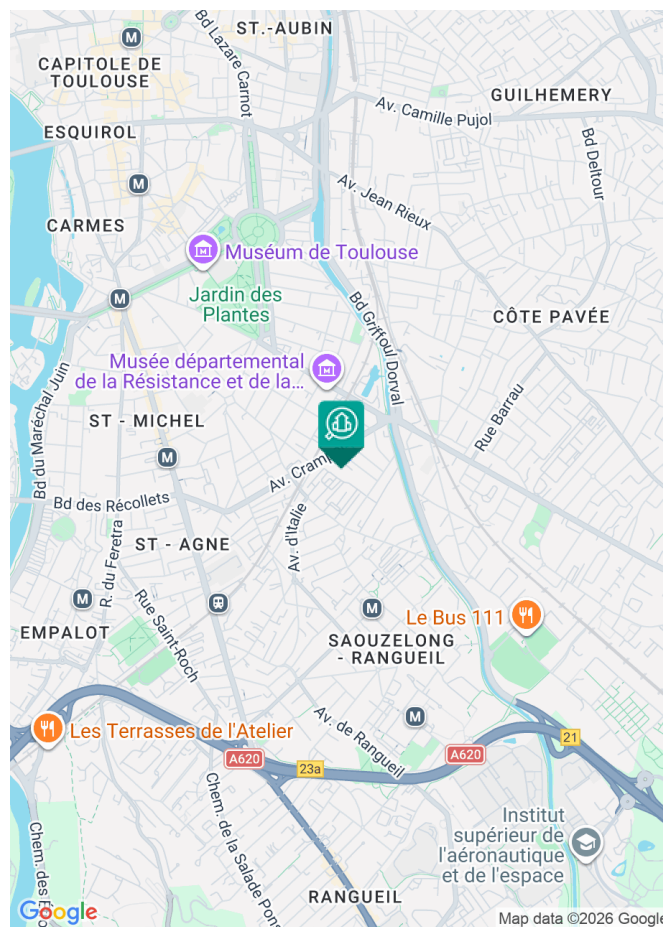 ST.-AUBIN
Bd Lazare Carnot
M
CAPITOLE DE
TOULOUSE
GUILHEMERY
Av. Camille Pujol
ESQUIROL
Bd Deltour
M
Av. Jean Rieux
CARMES
M
Muséum de Toulouse
M
Jardin des
Plantes
Bd Griffoul Dorval
CÔTE PAVÉE
Musée départemental
de la Résistance et de la...
M
Bd du Maréchal Juin
Rue Barrau
ST - MICHEL
M
Av. Cramp
Bd des Récollets
Av. d'Italie
ST - AGNE
R. du Feretra
M
Rue Saint-Roch
M
Le Bus 111
EMPALOT
SAOUZELONG
- RANGUEIL
Av. de Rangueil
M
Les Terrasses de l'Atelier
21
A620
A620
23a
Chem. de la Salade Pons
Institut
supérieur de
l'aéronautique
et de l'espace
Chem. des
RANGUEIL
Google
Map data ©2026 Google